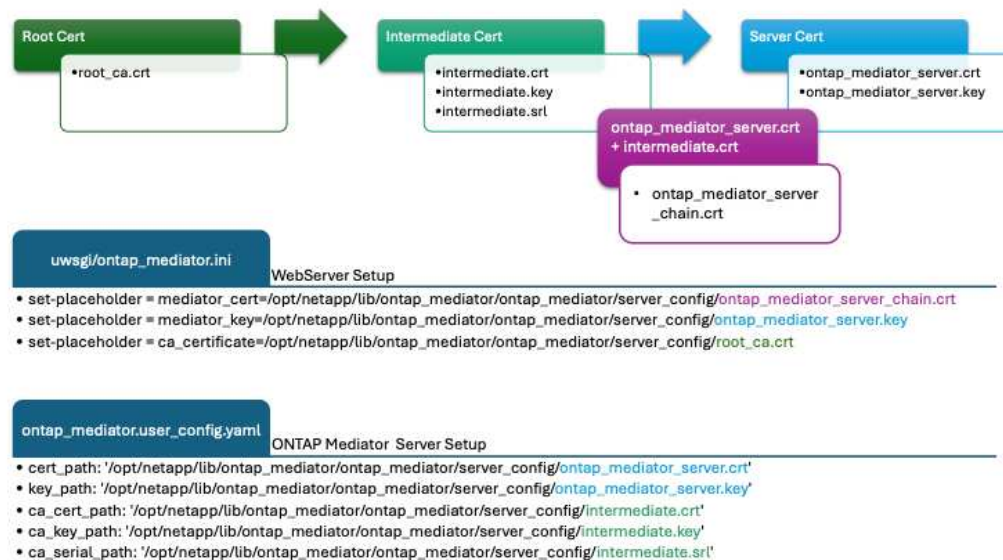 Root Cert
•root_ca.crt
Intermediate Cert
•intermediate.crt
•intermediate.key
•intermediate.srl
Server Cert
•ontap_mediator_server.crt
•ontap_mediator_server.key
ontap_mediator_server.crt
+ intermediate.crt
• ontap_mediator_server
_chain.crt
uwsgi/ontap_mediator.ini
WebServer Setup
• set-placeholder = mediator_cert=/opt/netapp/lib/ontap_mediator/ontap_mediator/server_config/ontap_mediator_server_chain.crt
• set-placeholder = mediator_key=/opt/netapp/lib/ontap_mediator/ontap_mediator/server_config/ontap_mediator_server.key
• set-placeholder = ca_certificate=/opt/netapp/lib/ontap_mediator/ontap_mediator/server_config/root_ca.crt
ontap_mediator.user_config.yaml
ONTAP Mediator Server Setup
• cert_path: '/opt/netapp/lib/ontap_mediator/ontap_mediator/server_config/ontap_mediator_server.crt'
• key_path: '/opt/netapp/lib/ontap_mediator/ontap_mediator/server_config/ontap_mediator_server.key'
• ca_cert_path: '/opt/netapp/lib/ontap_mediator/ontap_mediator/server_config/intermediate.crt'
• ca_key_path: '/opt/netapp/lib/ontap_mediator/ontap_mediator/server_config/intermediate.key'
• ca_serial_path: '/opt/netapp/lib/ontap_mediator/ontap_mediator/server_config/intermediate.srl'